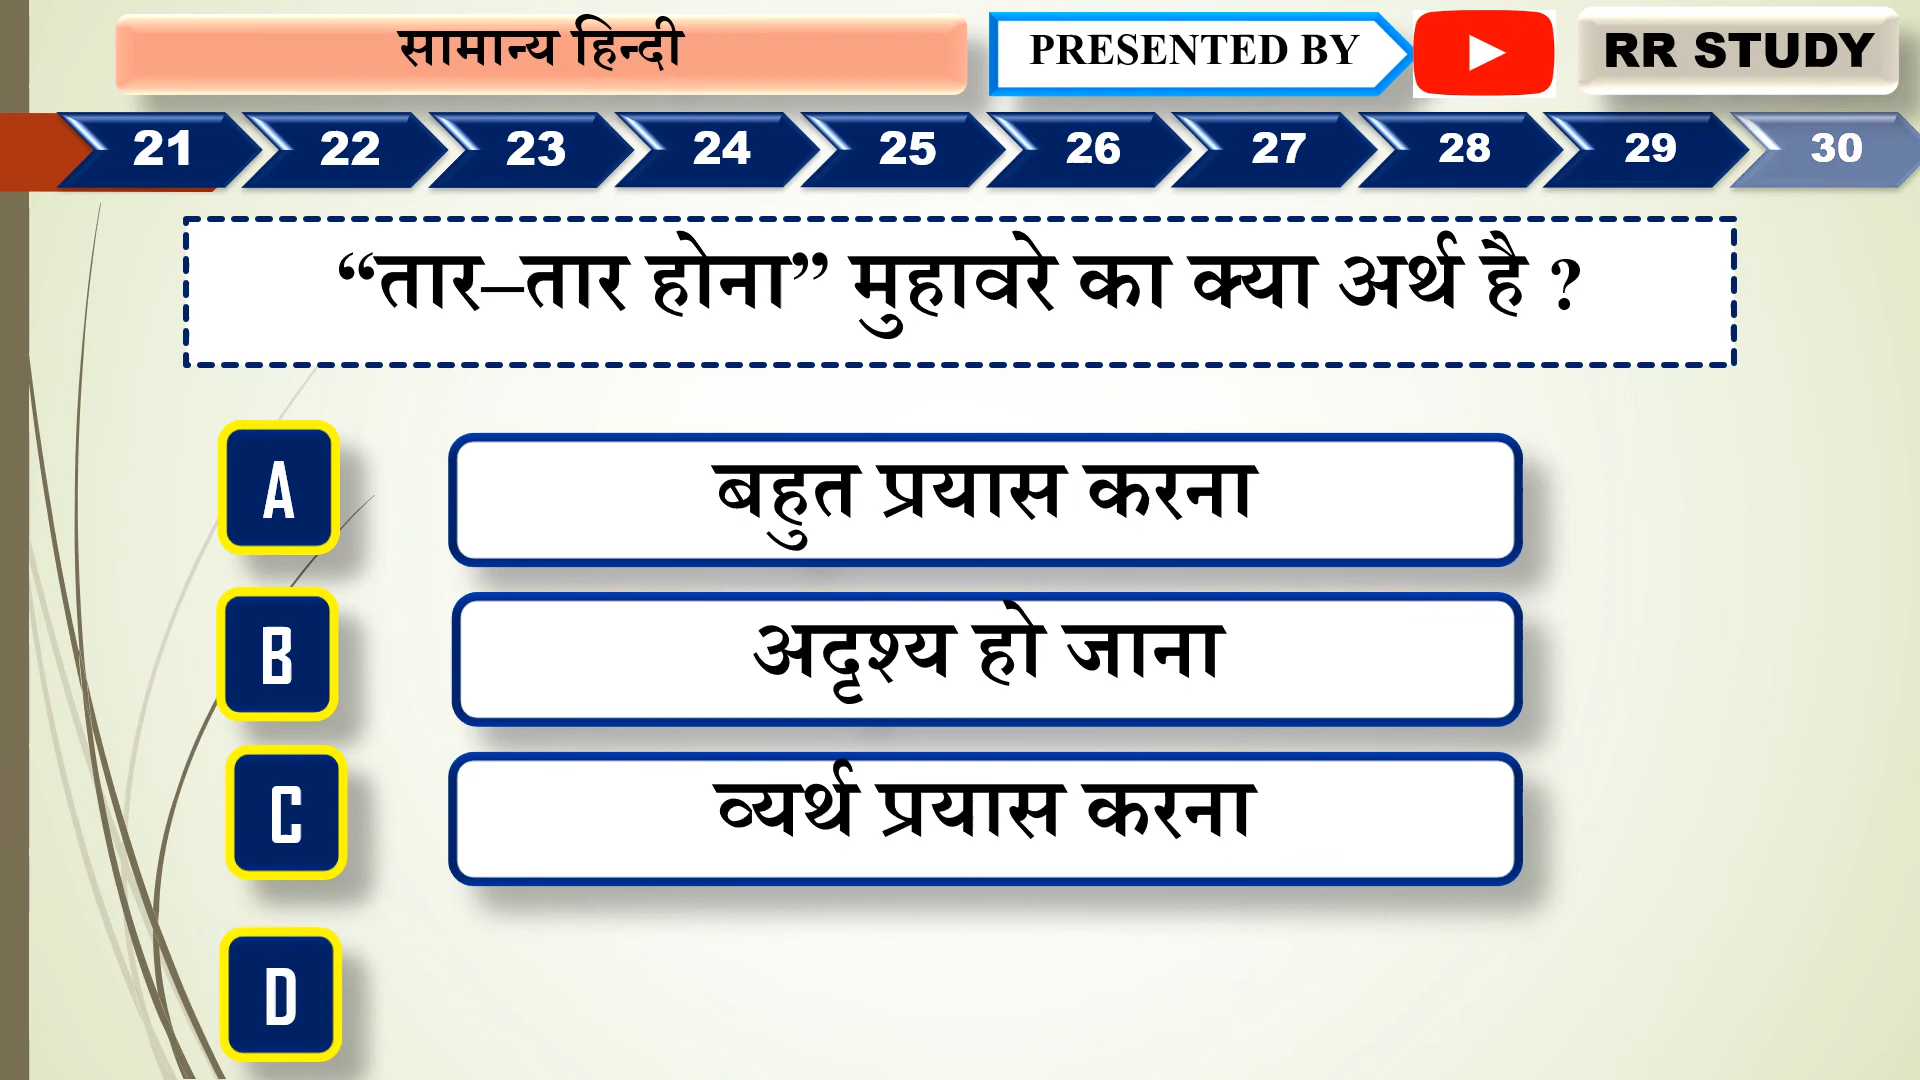 सामान्य हिन्दी
PRESENTED BY
RR STUDY
21 22 23 24 25 26 27 28 29 30
“तार–तार होना” मुहावरे का क्या अर्थ है ?
A बहुत प्रयास करना
B अदृश्य हो जाना
C व्यर्थ प्रयास करना
D